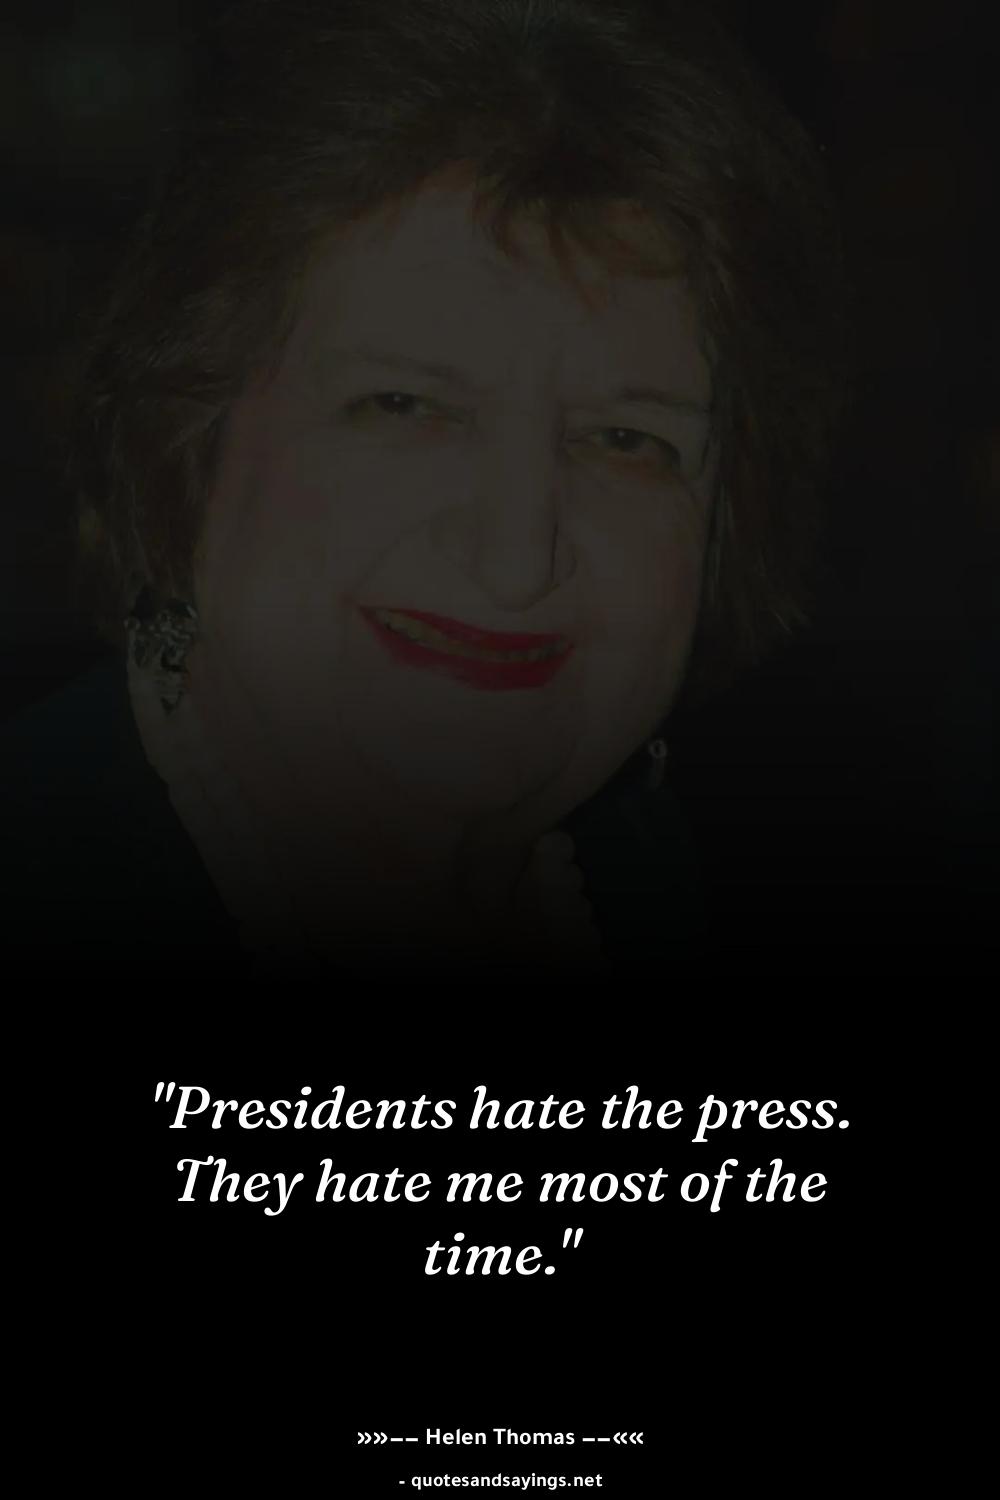 "Presidents hate the press.
They hate me most of the
time."
»»−− Helen Thomas −−««
- quotesandsayings.net